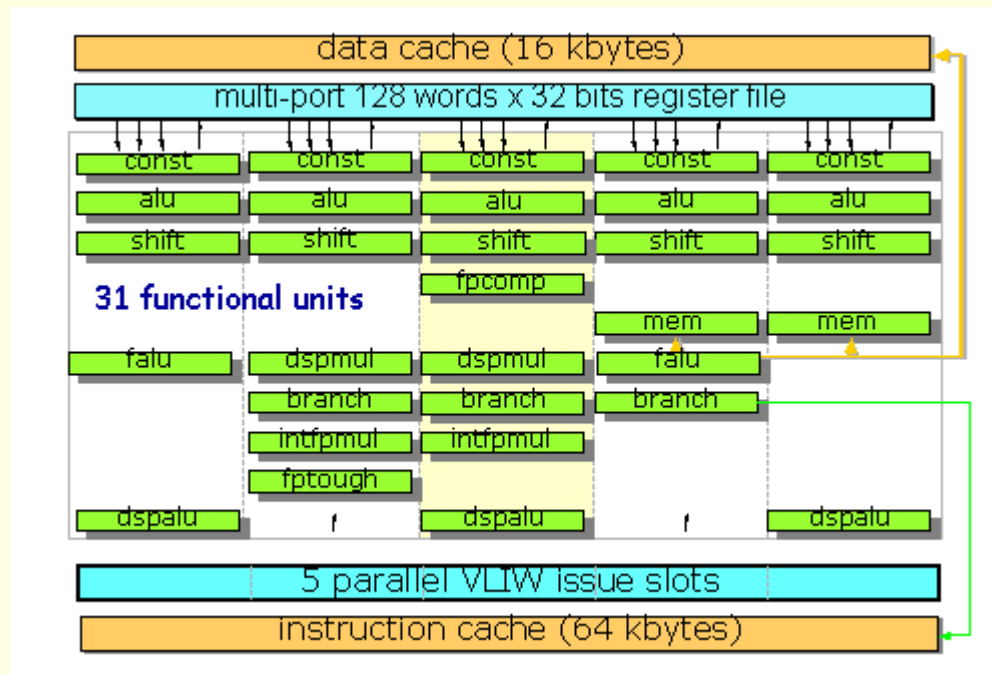 data cache (16 kbytes)
multi-port 128 words x 32 bits register file
const const const const const
alu alu alu alu alu
shift shift shift shift shift
fpcomp
31 functional units
mem mem
falu dspmul dspmul falu
branch branch branch
intfpmul intfpmul
fptough
dspalu dspalu dspalu
5 parallel VLIW issue slots
instruction cache (64 kbytes)